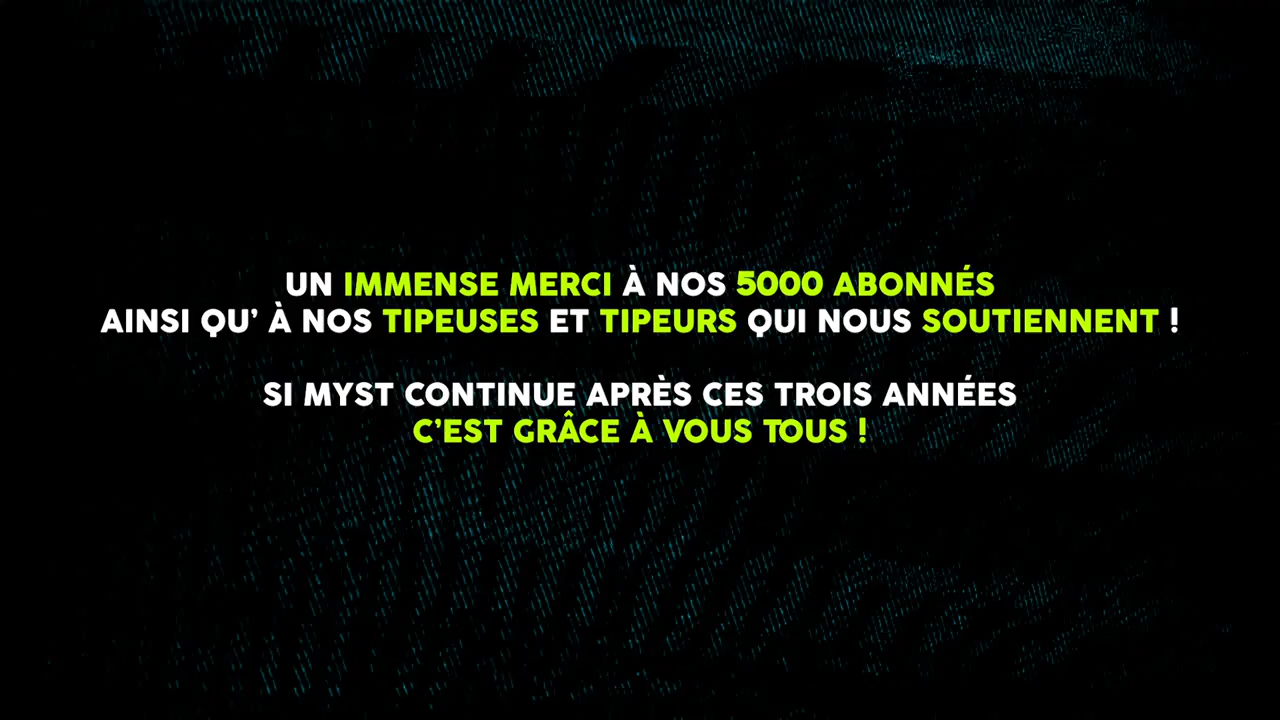 UN IMMENSE MERCI À NOS 5000 ABONNÉS
AINSI QU’ À NOS TIPEUSES ET TIPEURS QUI NOUS SOUTIENNENT !
SI MYST CONTINUE APRÈS CES TROIS ANNÉES
C’EST GRÂCE À VOUS TOUS !